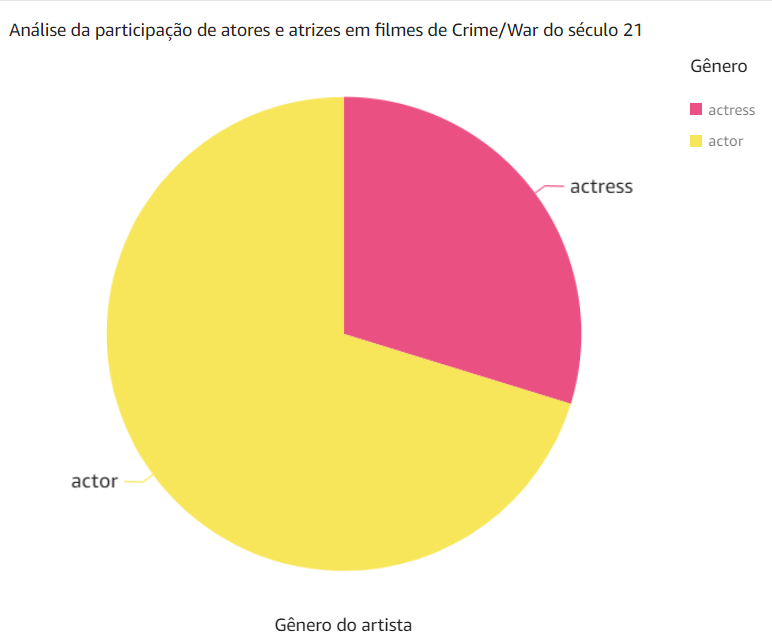 Análise da participação de atores e atrizes em filmes de Crime/War do século 21
Gênero
actress
actor
actress
actor
Gênero do artista